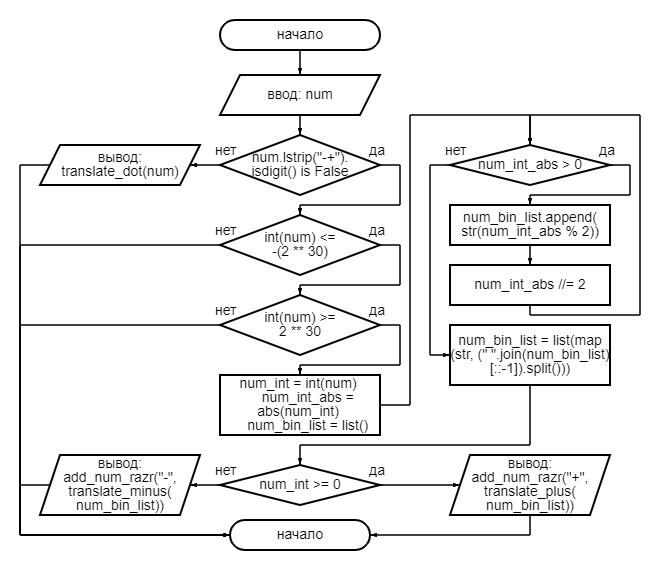 начало
ввод: num
нет
num.lstrip("-+").
isdigit() is False
да
вывод:
translate_dot(num)
нет
int(num) <=
-(2 ** 30)
да
нет
int(num) >=
2 ** 30
да
num_int = int(num)
num_int_abs =
abs(num_int)
num_bin_list = list()
нет
num_int_abs > 0
да
num_bin_list.append(
str(num_int_abs % 2))
num_int_abs //= 2
num_bin_list = list(map
(str, (" ".join(num_bin_list)
[::-1]).split()))
нет
num_int >= 0
да
вывод:
add_num_razr("-",
translate_minus(
num_bin_list))
вывод:
add_num_razr("+",
translate_plus(
num_bin_list))
начало